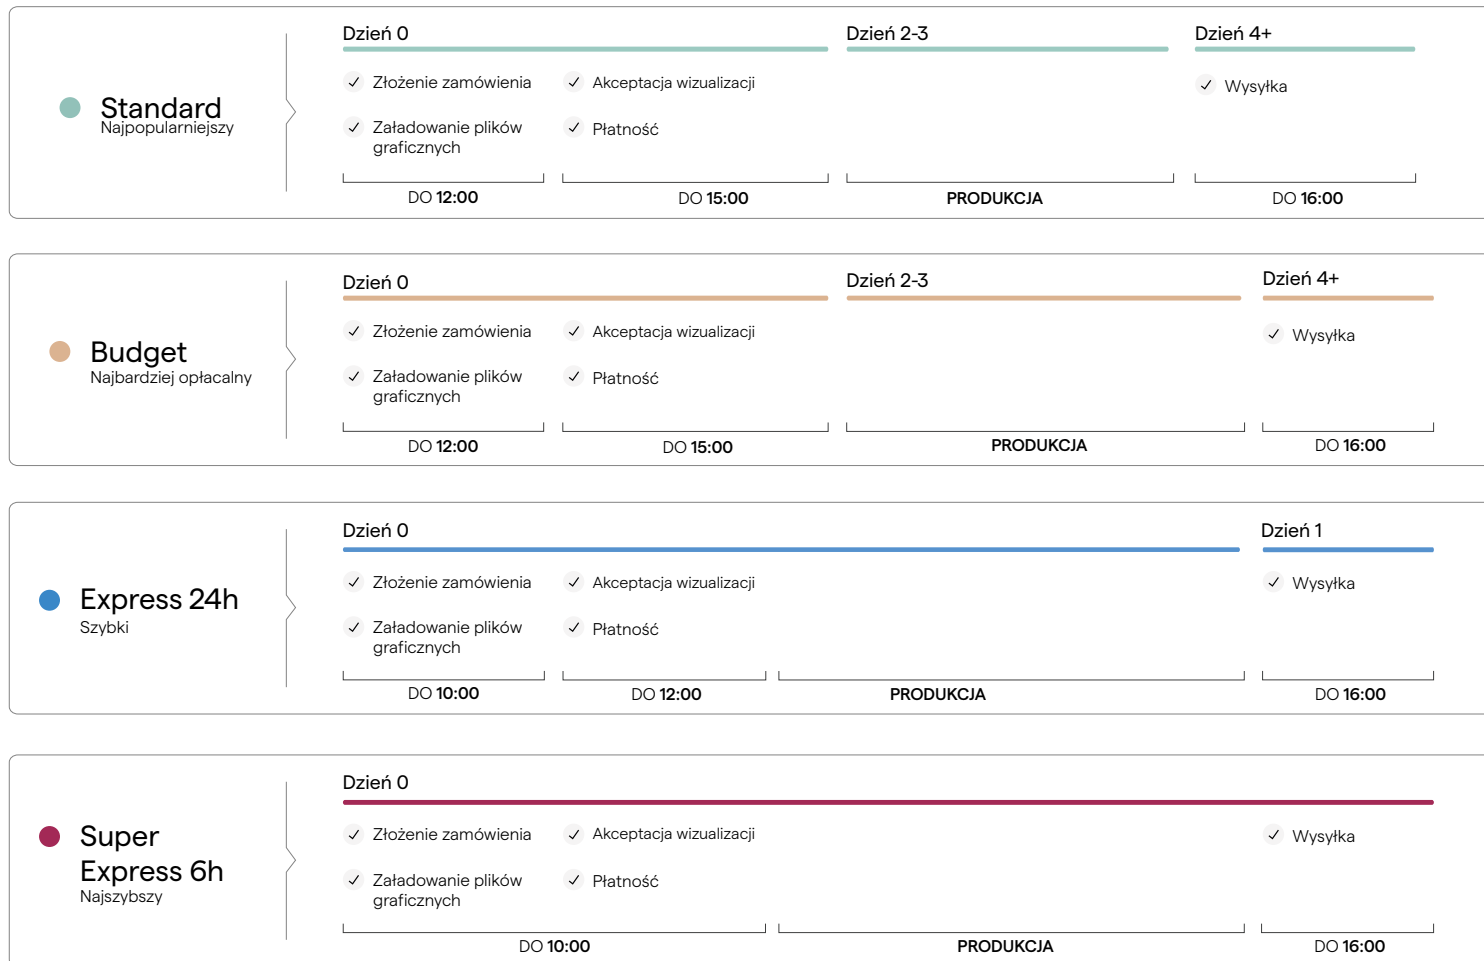 Standard
Najpopularniejszy
Dzień 0
Dzień 2-3
Dzień 4+
Złożenie zamówienia
Akceptacja wizualizacji
Wysyłka
Załadowanie plików
graficznych
Płatność
DO 12:00
DO 15:00
PRODUKCJA
DO 16:00
Budget
Najbardziej opłacalny
Dzień 0
Dzień 2-3
Dzień 4+
Złożenie zamówienia
Akceptacja wizualizacji
Wysyłka
Załadowanie plików
graficznych
Płatność
DO 12:00
DO 15:00
PRODUKCJA
DO 16:00
Express 24h
Szybki
Dzień 0
Dzień 1
Złożenie zamówienia
Akceptacja wizualizacji
Wysyłka
Załadowanie plików
graficznych
Płatność
DO 10:00
DO 12:00
PRODUKCJA
DO 16:00
Super
Express 6h
Najszybszy
Dzień 0
Złożenie zamówienia
Akceptacja wizualizacji
Wysyłka
Załadowanie plików
graficznych
Płatność
DO 10:00
PRODUKCJA
DO 16:00